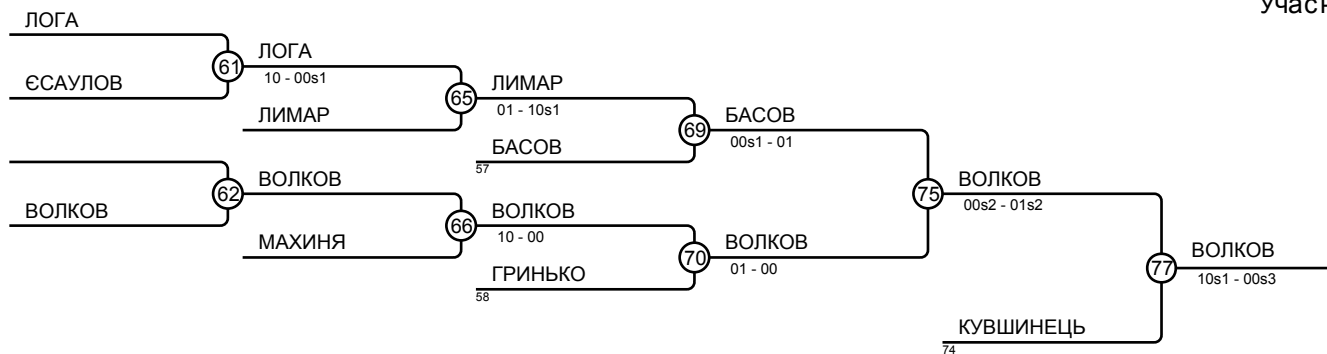 Учасн
ЛОГА
ЄСАУЛОВ
61
ЛОГА
10 - 00s1
ЛИМАР
65
ЛИМАР
01 - 10s1
БАСОВ
57
69
БАСОВ
00s1 - 01
ВОЛКОВ
62
ВОЛКОВ
МАХИНЯ
66
ВОЛКОВ
10 - 00
ГРИНЬКО
58
70
ВОЛКОВ
01 - 00
75
ВОЛКОВ
00s2 - 01s2
КУВШИНЕЦЬ
74
77
ВОЛКОВ
10s1 - 00s3